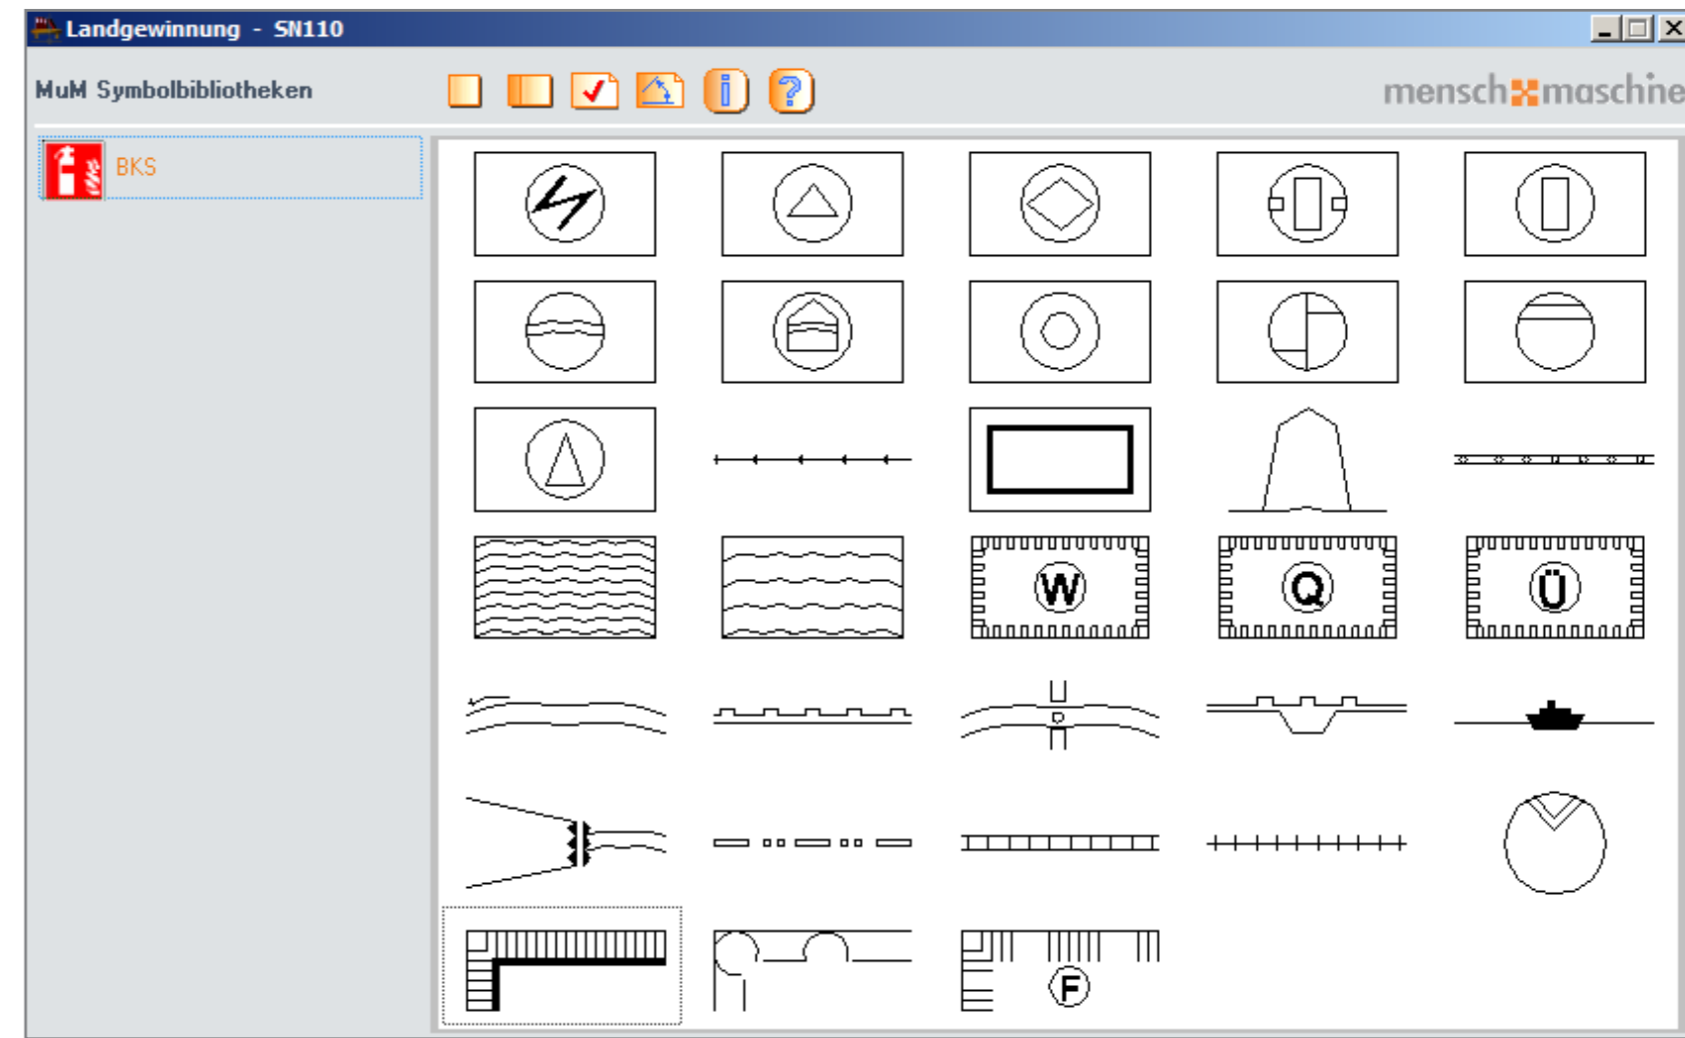 Landgewinnung - SN110
MuM Symbolbibliotheken
i
?
mensch maschine
BKS
W
Q
Ü
F